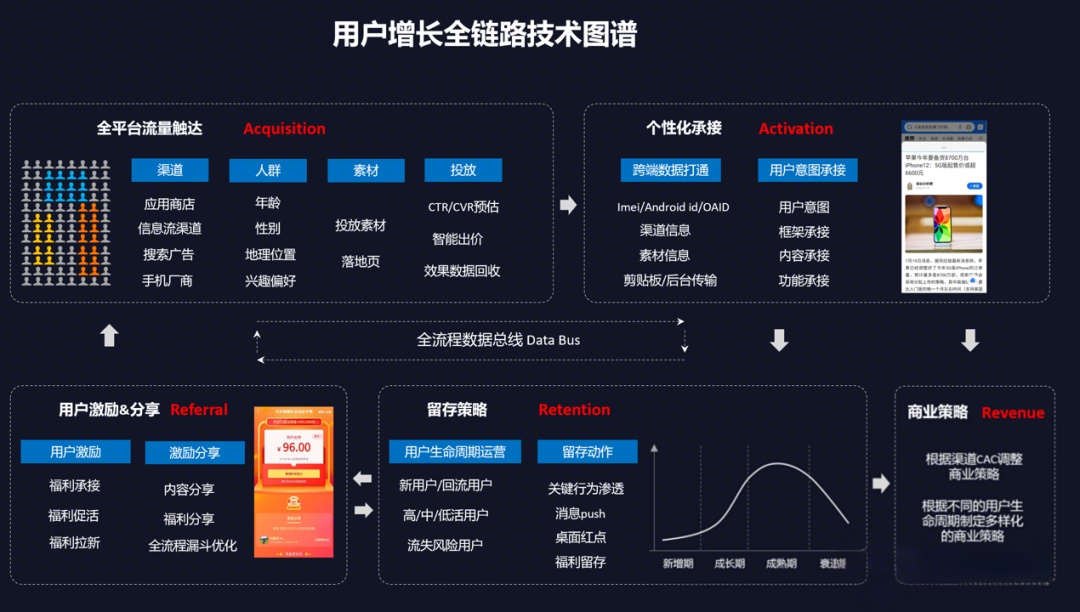 用户增长全链路技术图谱
全平台流量触达 Acquisition
渠道
应用商店
信息流渠道
搜索广告
手机厂商
人群
年龄
性别
地理位置
兴趣偏好
素材
投放素材
落地页
投放
CTR/CVR预估
智能出价
效果数据回收
个性化承接 Activation
跨端数据打通
Imei/Android id/OAID
渠道信息
素材信息
剪贴板/后台传输
用户意图承接
用户意图
框架承接
内容承接
功能承接
苹果今年要备货8700万台
iPhone12：5G版起售价或超
6600元
全流程数据总线 Data Bus
用户激励&分享 Referral
用户激励
福利承接
福利促活
福利拉新
激励分享
内容分享
福利分享
全流程漏斗优化
¥96.00
留存策略 Retention
用户生命周期运营
新用户/回流用户
高/中/低活用户
流失风险用户
留存动作
关键行为渗透
消息push
桌面红点
福利留存
新增期 成长期 成熟期 衰退期
商业策略 Revenue
根据渠道CAC调整
商业策略
根据不同的用户生
命周期制定多样化
的商业策略